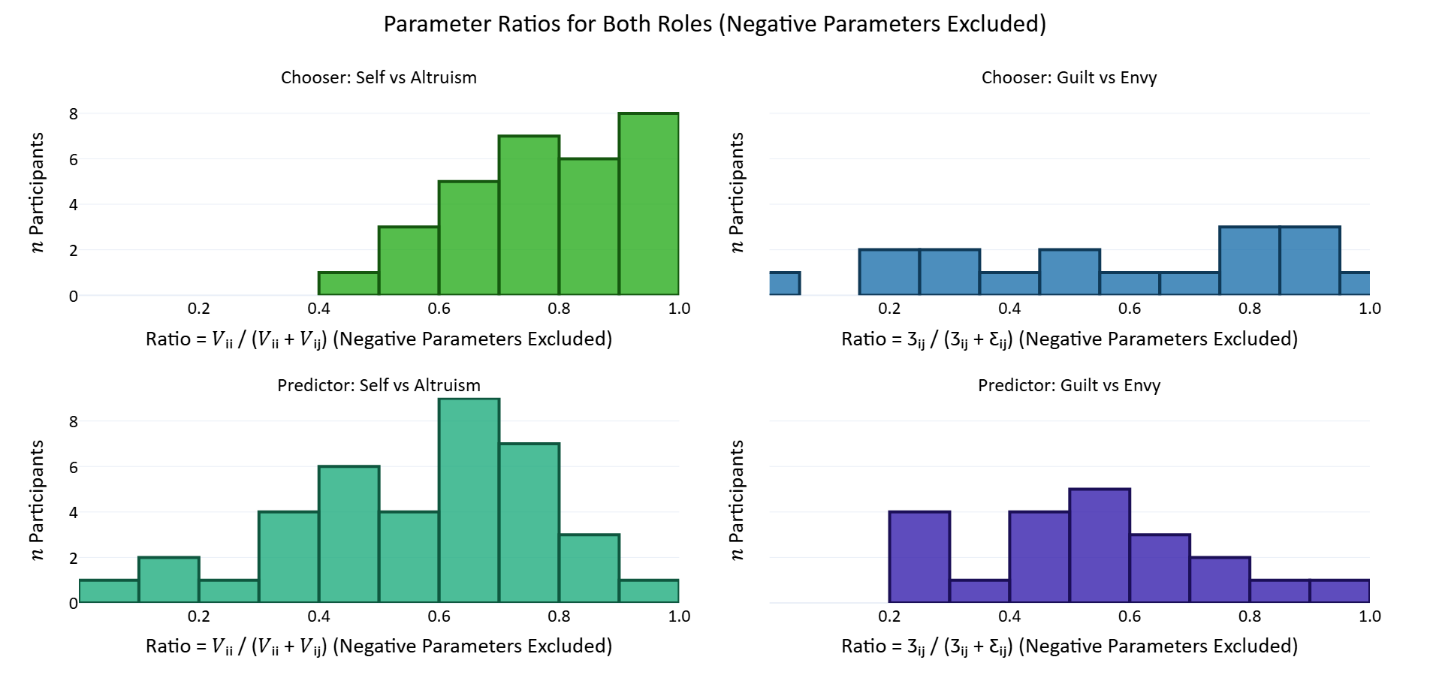 Parameter Ratios for Both Roles (Negative Parameters Excluded)
Chooser: Self vs Altruism
n Participants
8
6
4
2
0
0.2 0.4 0.6 0.8 1.0
Ratio = Vii / (Vii + Vij) (Negative Parameters Excluded)
Chooser: Guilt vs Envy
n Participants
0.2 0.4 0.6 0.8 1.0
Ratio = 3ij / (3ij + Ɛij) (Negative Parameters Excluded)
Predictor: Self vs Altruism
n Participants
8
6
4
2
0
0.2 0.4 0.6 0.8 1.0
Ratio = Vii / (Vii + Vij) (Negative Parameters Excluded)
Predictor: Guilt vs Envy
n Participants
0.2 0.4 0.6 0.8 1.0
Ratio = 3ij / (3ij + Ɛij) (Negative Parameters Excluded)